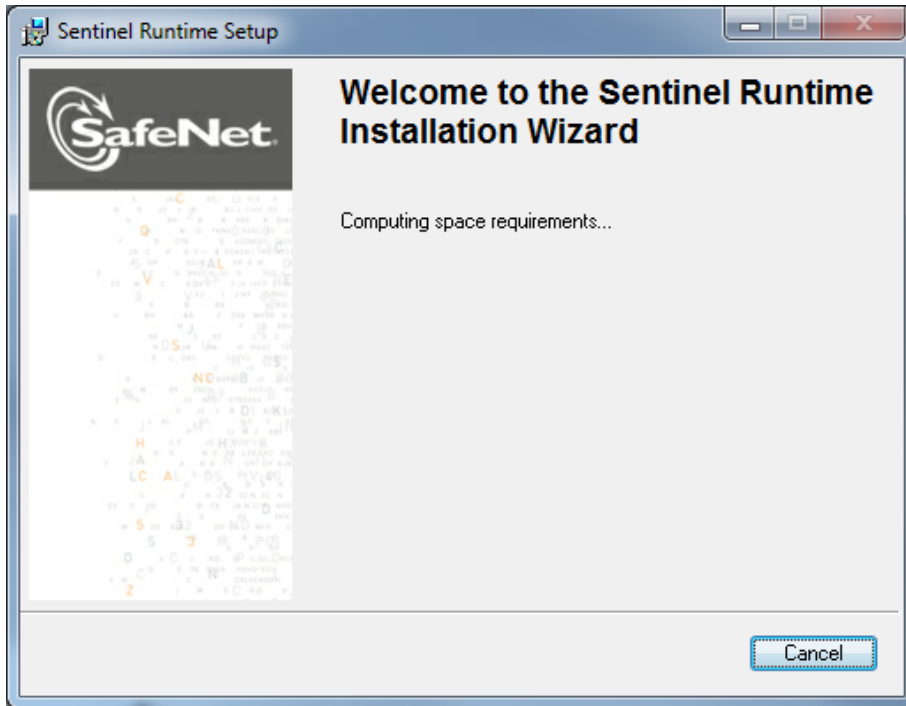 Sentinel Runtime Setup
SafeNet.
Welcome to the Sentinel Runtime
Installation Wizard
Computing space requirements...
Cancel